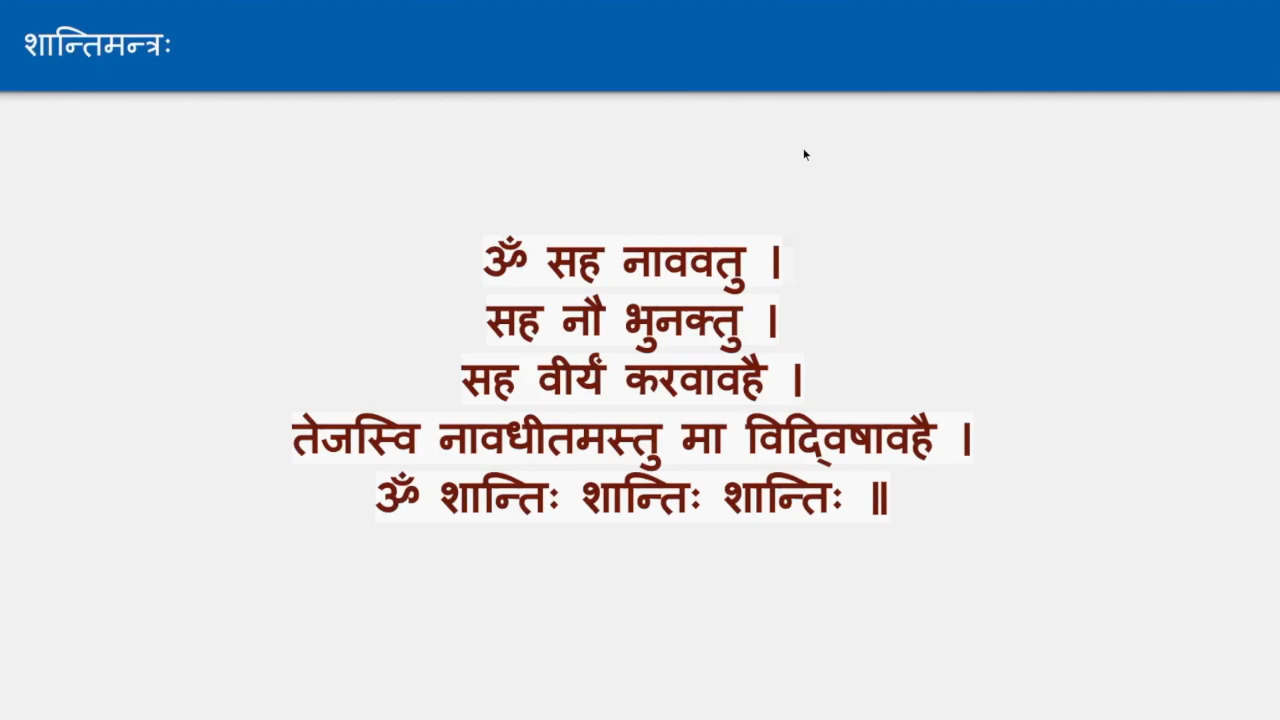 शान्तिमन्त्रः
ॐ सह नाववतु ।
सह नौ भुनक्तु ।
सह वीर्यं करवावहै ।
तेजस्वि नावधीतमस्तु मा विद्विषावहै ।
ॐ शान्तिः शान्तिः शान्तिः ॥